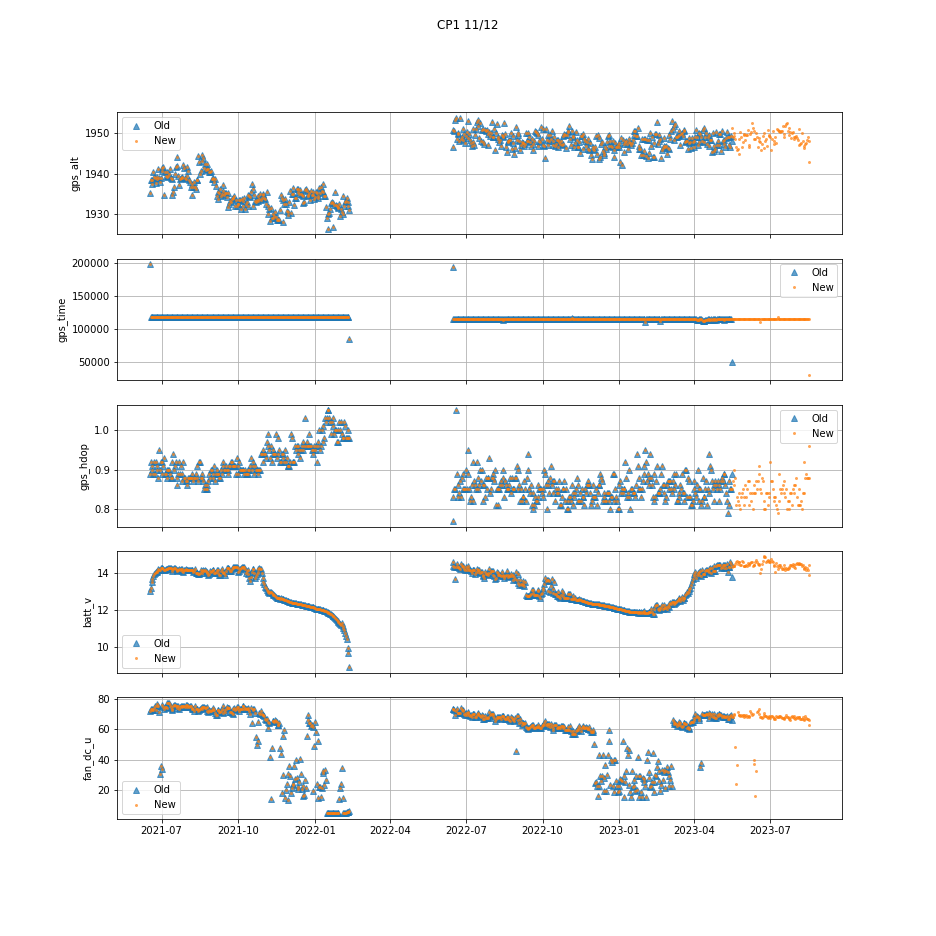 CP1 11/12
1950
1940
1930
gps_alt
Old
New
200000
150000
100000
50000
gps_time
Old
New
1.0
0.9
0.8
gps_hdop
Old
New
14
12
10
batt_v
Old
New
80
60
40
20
fan_dc_u
Old
New
2021-07 2021-10 2022-01 2022-04 2022-07 2022-10 2023-01 2023-04 2023-07